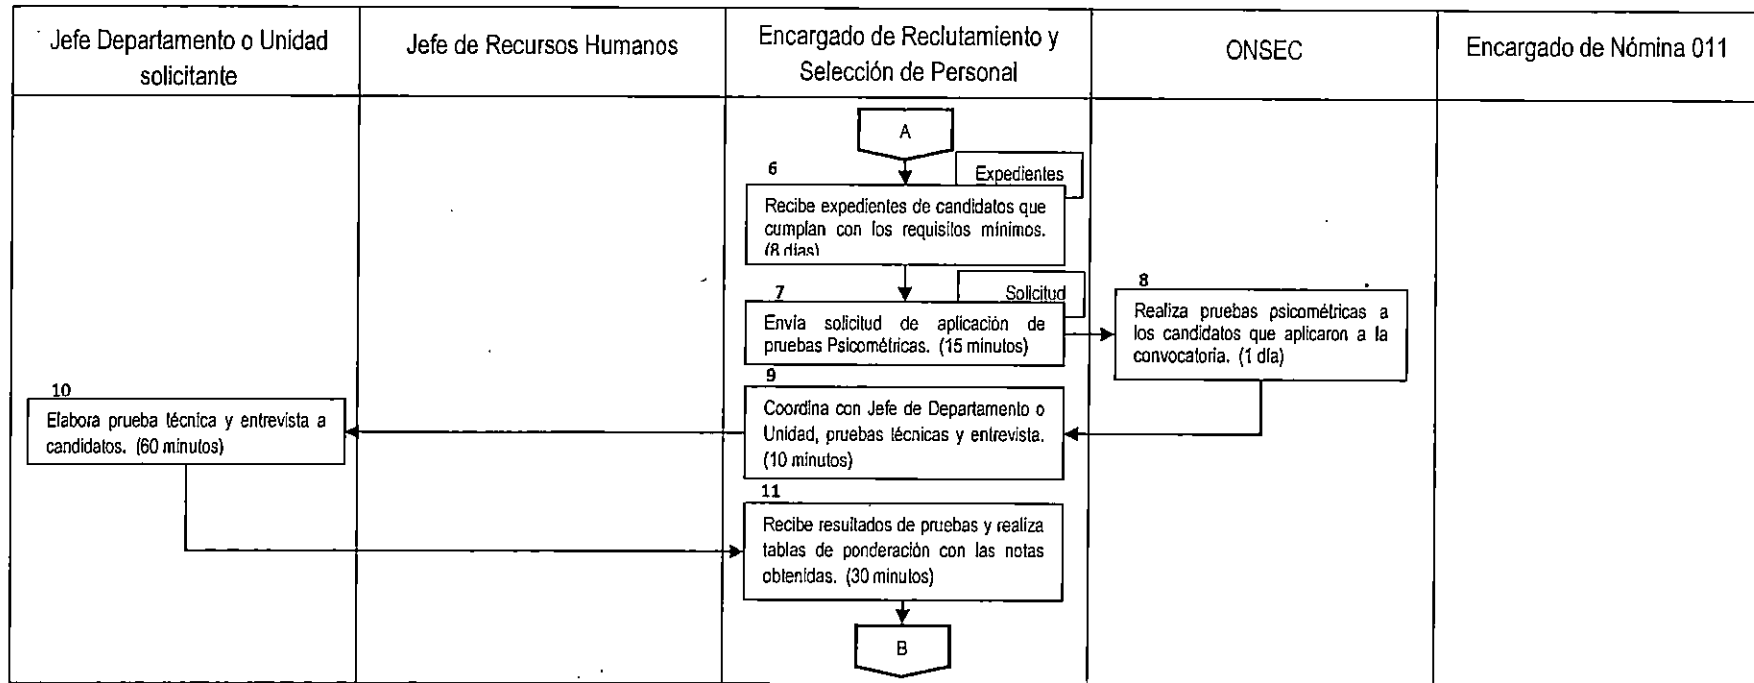 Jefe Departamento o Unidad
solicitante
Jefe de Recursos Humanos
Encargado de Reclutamiento y
Selección de Personal
ONSEC
Encargado de Nómina 011
A
6
Expedientes
Recibe expedientes de candidatos que
cumplan con los requisitos mínimos.
(8 días)
7
Solicitud
Envía solicitud de aplicación de
pruebas Psicométricas. (15 minutos)
8
Realiza pruebas psicométricas a
los candidatos que aplicaron a la
convocatoria. (1 día)
9
Coordina con Jefe de Departamento o
Unidad, pruebas técnicas y entrevista.
(10 minutos)
10
Elabora prueba técnica y entrevista a
candidatos. (60 minutos)
11
Recibe resultados de pruebas y realiza
tablas de ponderación con las notas
obtenidas. (30 minutos)
B